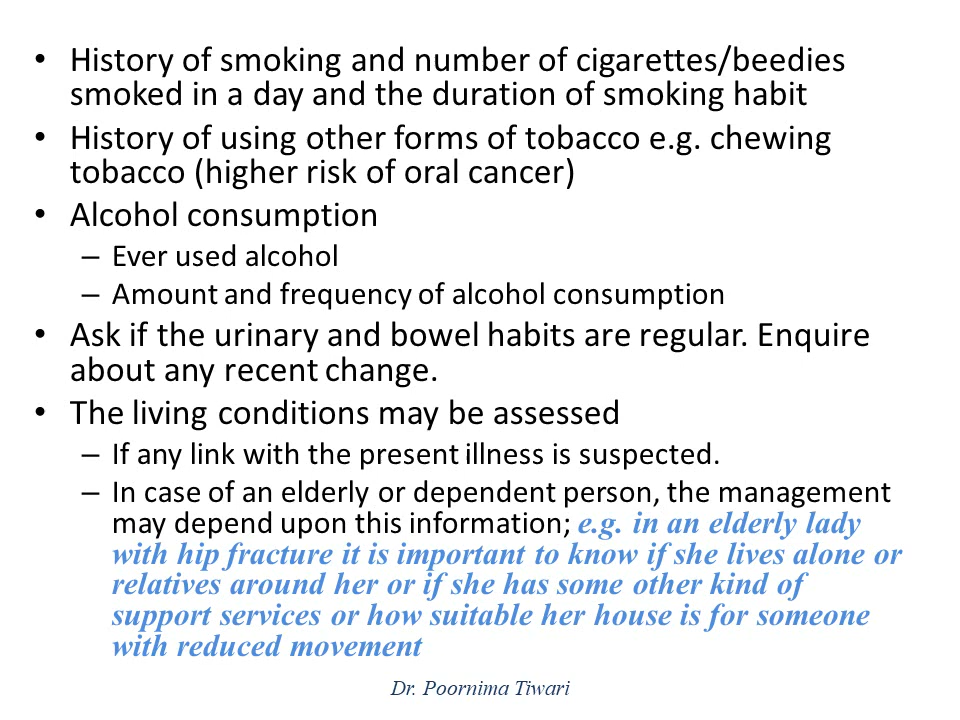 • History of smoking and number of cigarettes/beedies
smoked in a day and the duration of smoking habit
• History of using other forms of tobacco e.g. chewing
tobacco (higher risk of oral cancer)
• Alcohol consumption
– Ever used alcohol
– Amount and frequency of alcohol consumption
• Ask if the urinary and bowel habits are regular. Enquire
about any recent change.
• The living conditions may be assessed
– If any link with the present illness is suspected.
– In case of an elderly or dependent person, the management
may depend upon this information; e.g. in an elderly lady
with hip fracture it is important to know if she lives alone or
relatives around her or if she has some other kind of
support services or how suitable her house is for someone
with reduced movement
Dr. Poornima Tiwari